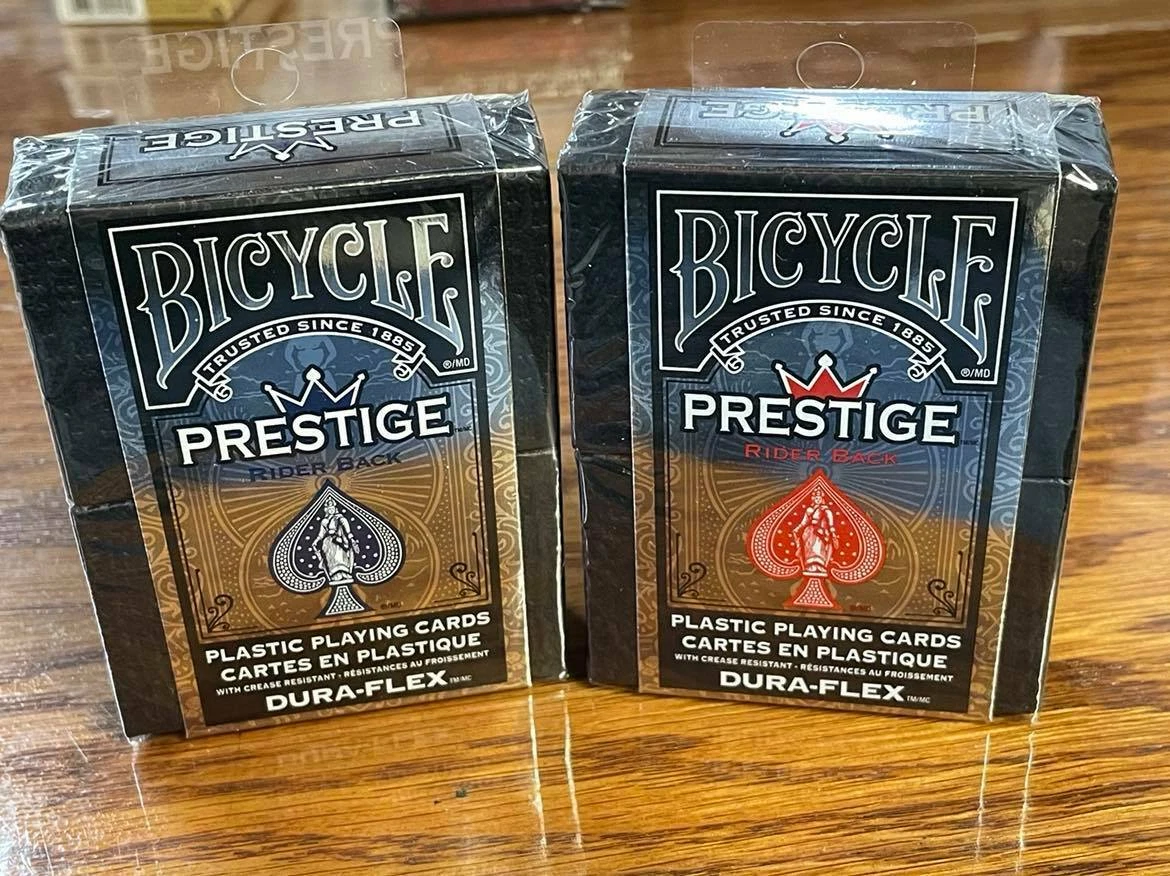 PRESTIGE
BICYCLE
TRUSTED SINCE 1885
®/MD
PRESTIGE
RIDER BACK
PLASTIC PLAYING CARDS
CARTES EN PLASTIQUE
WITH CREASE RESISTANT • RÉSISTANCES AU FROISSEMENT
DURA-FLEX TM/MC
PRESTIGE
BICYCLE
TRUSTED SINCE 1885
®/MD
PRESTIGE
RIDER BACK
PLASTIC PLAYING CARDS
CARTES EN PLASTIQUE
WITH CREASE RESISTANT • RÉSISTANCES AU FROISSEMENT
DURA-FLEX TM/MC